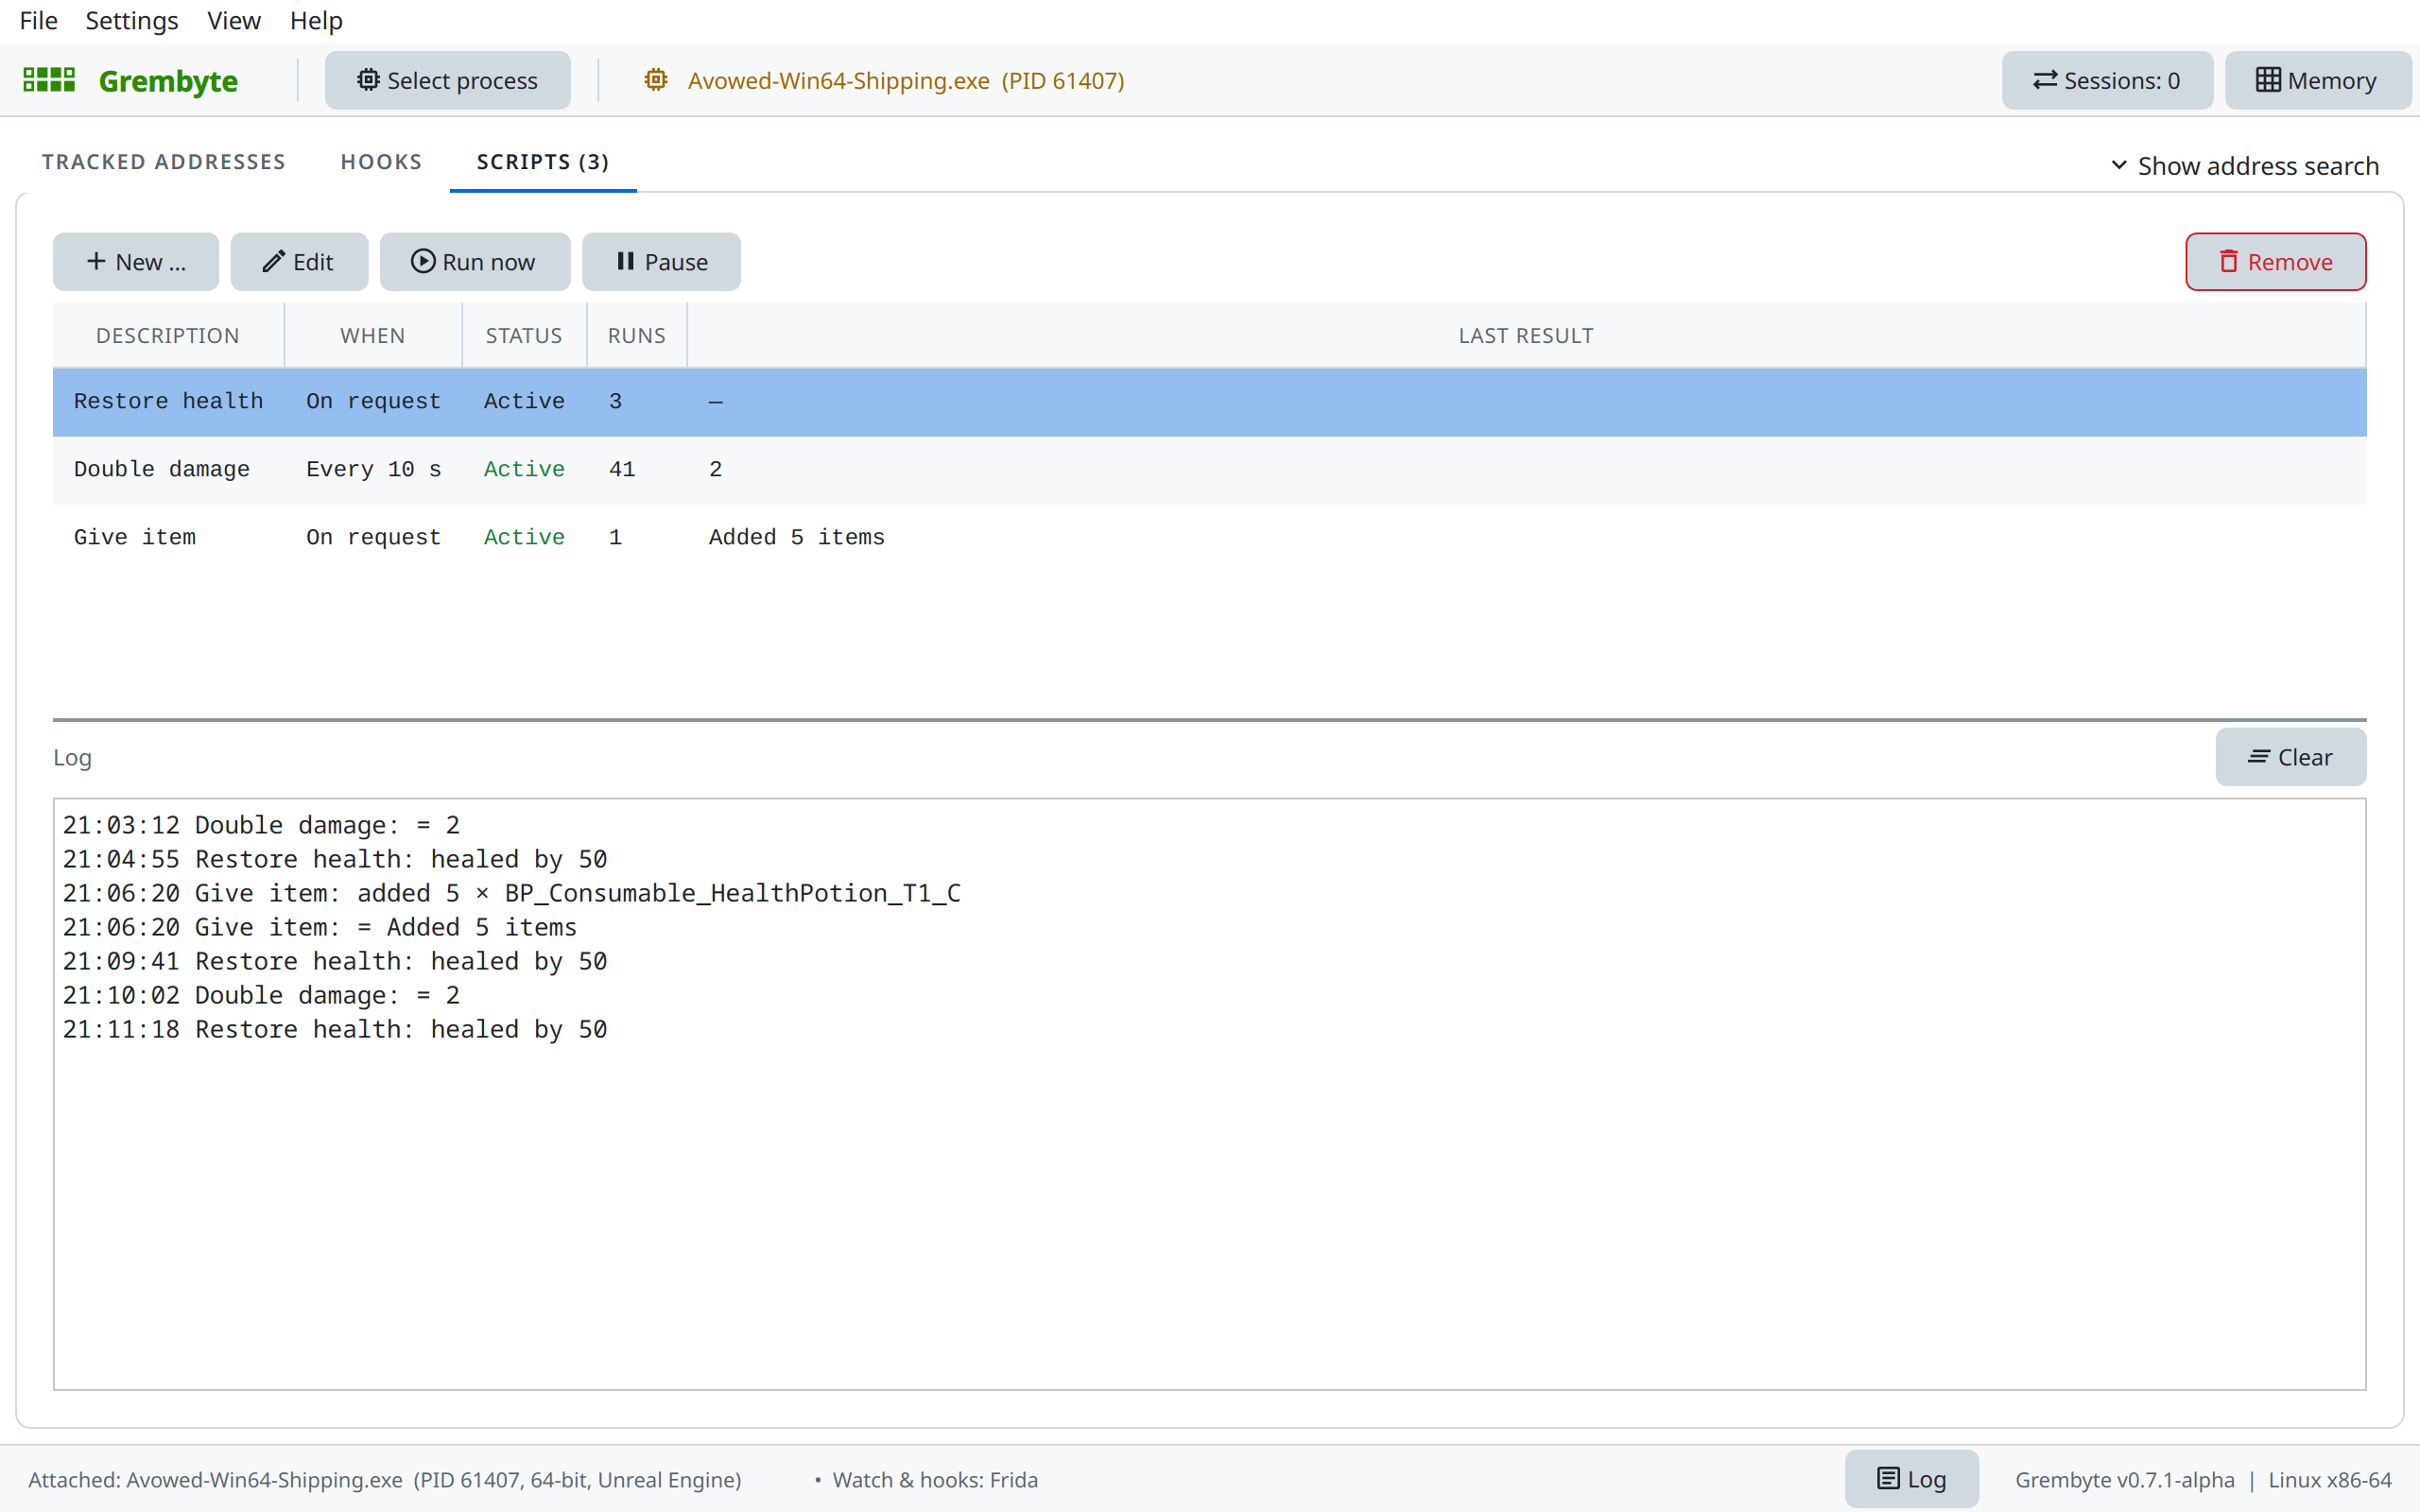 File Settings View Help
Grembyte Select process Avowed-Win64-Shipping.exe (PID 61407) Sessions: 0 Memory
TRACKED ADDRESSES HOOKS SCRIPTS (3) Show address search
New ... Edit Run now Pause Remove
DESCRIPTION WHEN STATUS RUNS LAST RESULT
Restore health On request Active 3 —
Double damage Every 10 s Active 41 2
Give item On request Active 1 Added 5 items
Log Clear
21:03:12 Double damage: = 2
21:04:55 Restore health: healed by 50
21:06:20 Give item: added 5 × BP_Consumable_HealthPotion_T1_C
21:06:20 Give item: = Added 5 items
21:09:41 Restore health: healed by 50
21:10:02 Double damage: = 2
21:11:18 Restore health: healed by 50
Attached: Avowed-Win64-Shipping.exe (PID 61407, 64-bit, Unreal Engine) • Watch & hooks: Frida Log Grembyte v0.7.1-alpha | Linux x86-64